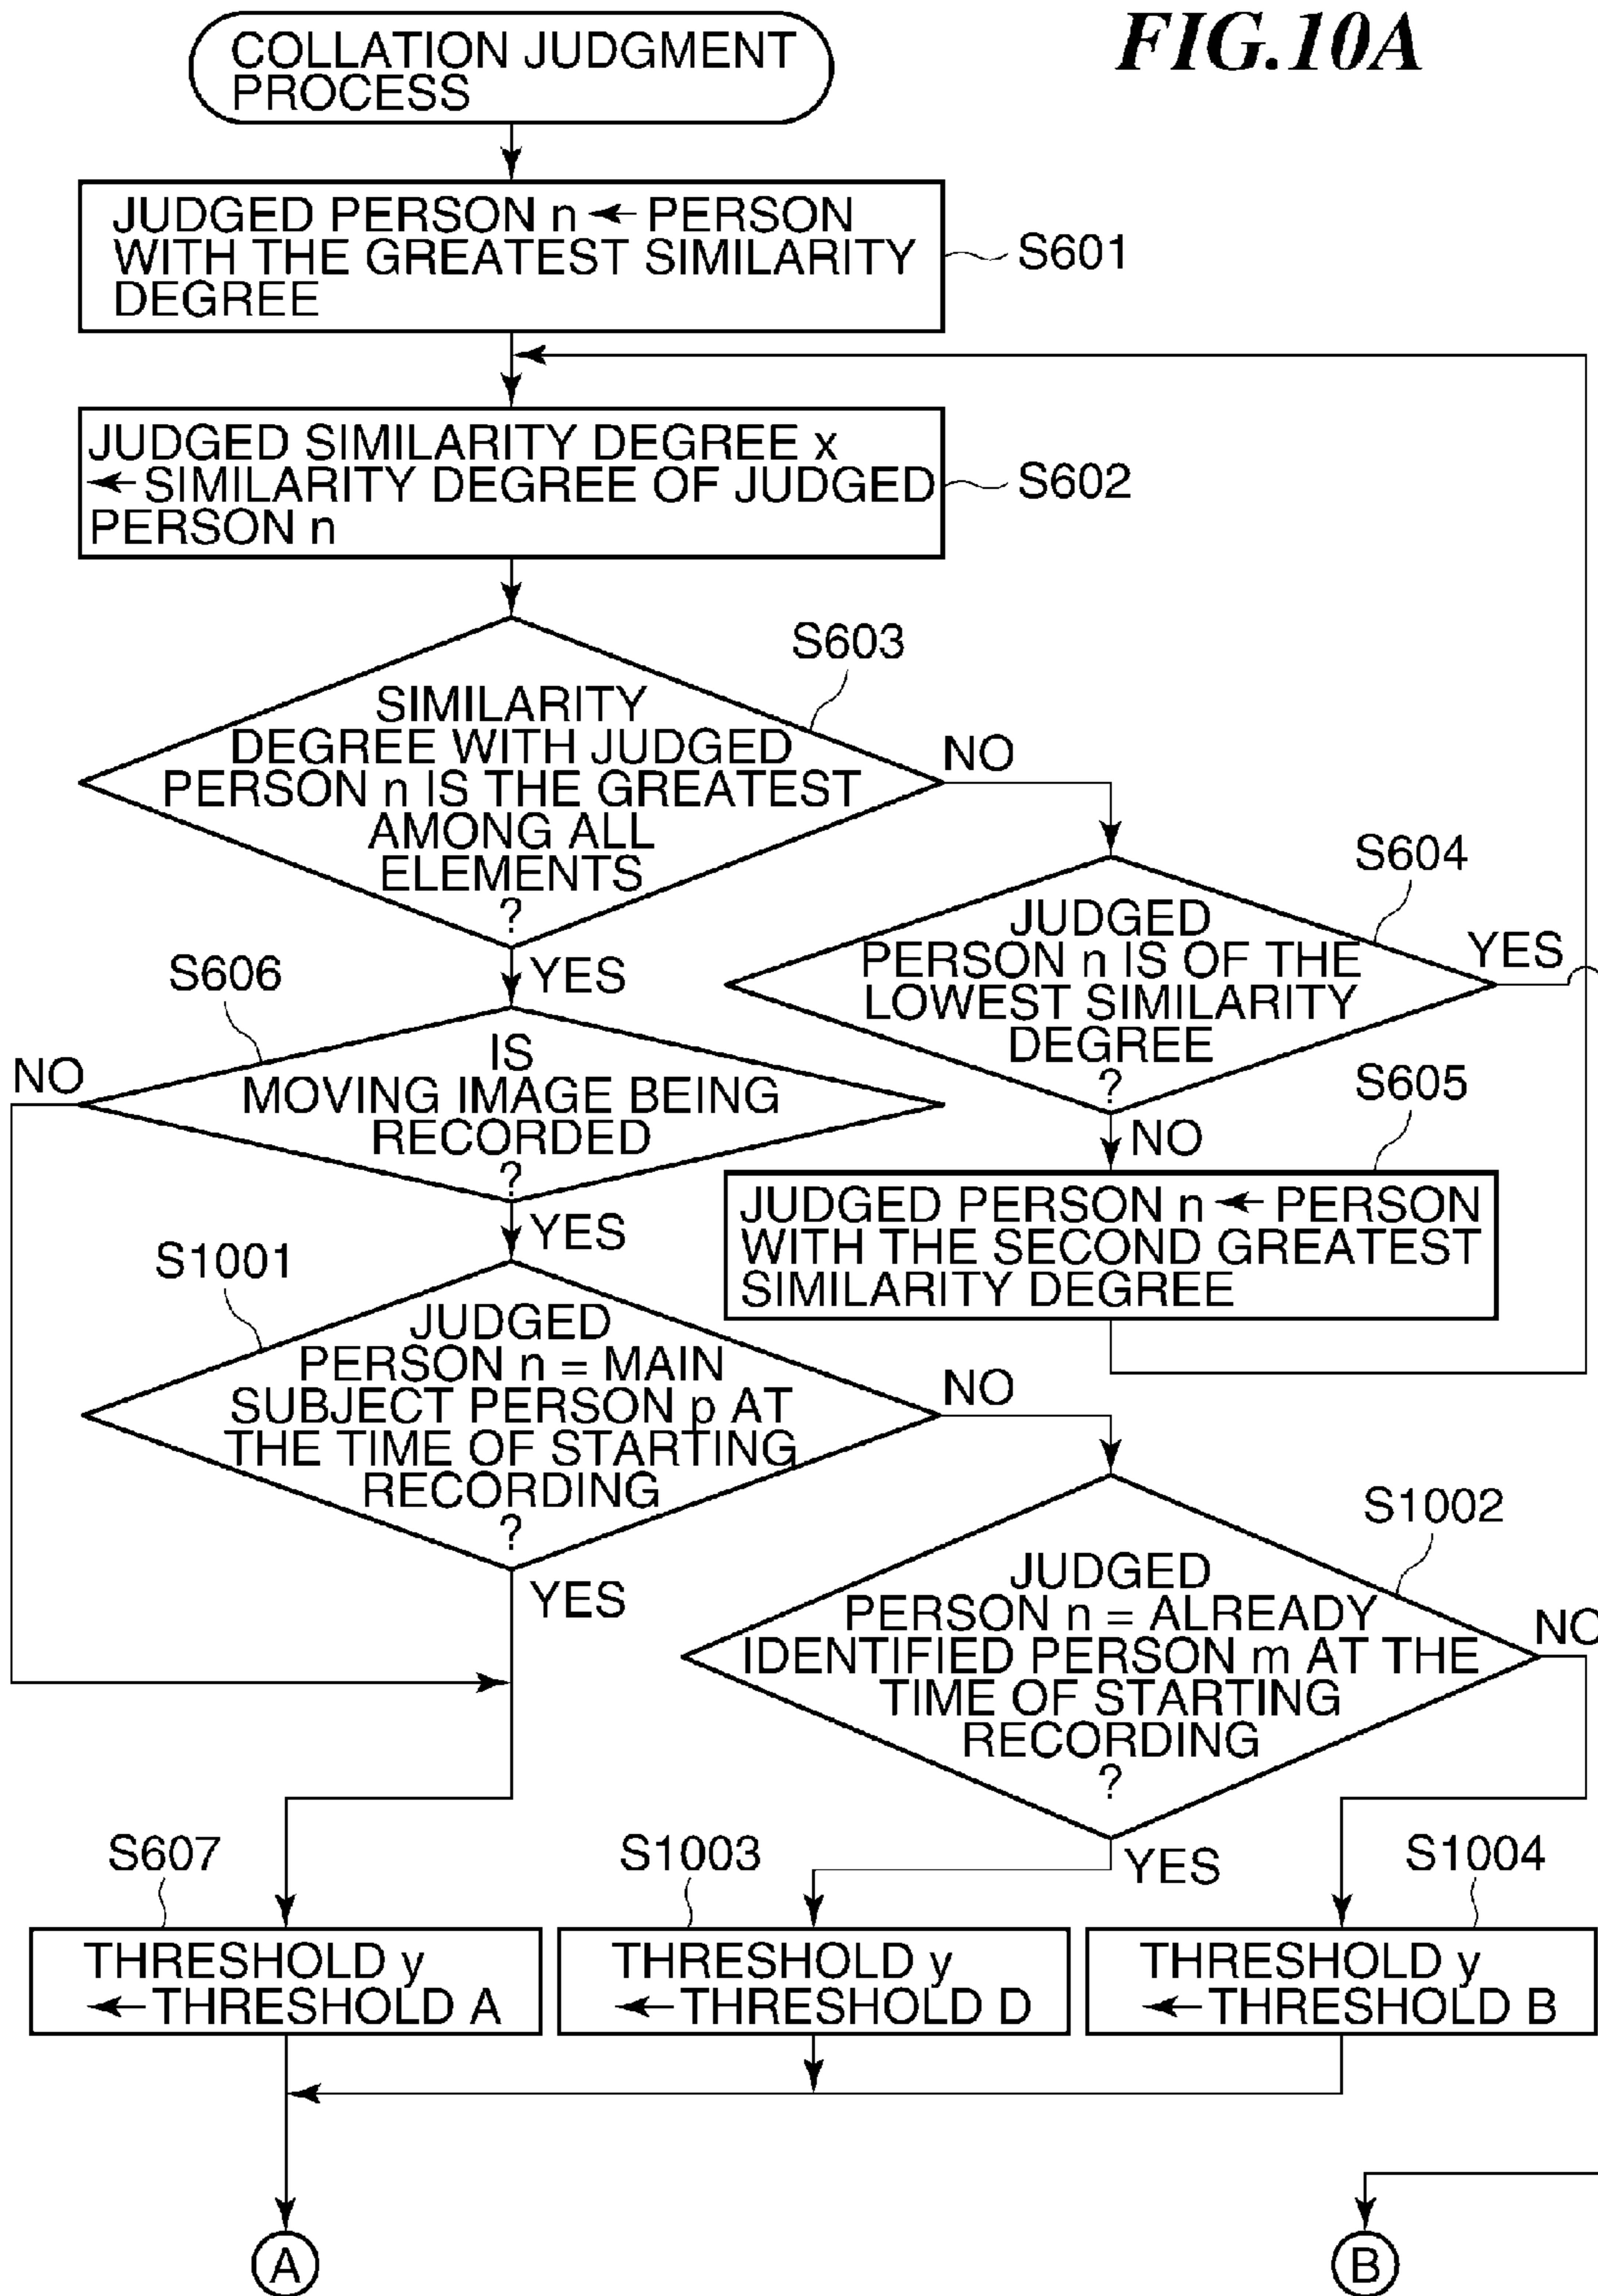 FIG.10A
COLLATION JUDGMENT
PROCESS
JUDGED PERSON n ← PERSON
WITH THE GREATEST SIMILARITY
DEGREE
S601
JUDGED SIMILARITY DEGREE x
← SIMILARITY DEGREE OF JUDGED
PERSON n
S602
S603
SIMILARITY
DEGREE WITH JUDGED
PERSON n IS THE GREATEST
AMONG ALL
ELEMENTS
?
NO
YES
S604
JUDGED
PERSON n IS OF THE
LOWEST SIMILARITY
DEGREE
?
YES
NO
S605
JUDGED PERSON n ← PERSON
WITH THE SECOND GREATEST
SIMILARITY DEGREE
S606
IS
MOVING IMAGE BEING
RECORDED
?
NO
YES
S1001
JUDGED
PERSON n = MAIN
SUBJECT PERSON p AT
THE TIME OF STARTING
RECORDING
?
NO
YES
S1002
JUDGED
PERSON n = ALREADY
IDENTIFIED PERSON m AT THE
TIME OF STARTING
RECORDING
?
NO
YES
S607
THRESHOLD y
← THRESHOLD A
S1003
THRESHOLD y
← THRESHOLD D
S1004
THRESHOLD y
← THRESHOLD B
A
B